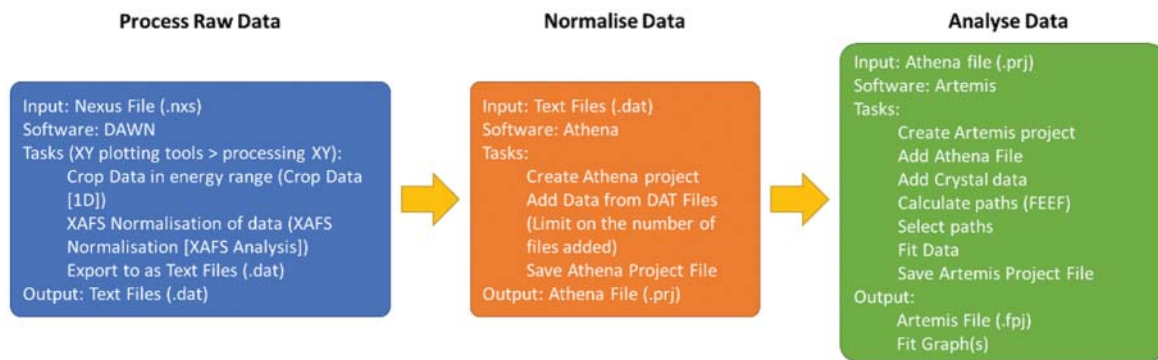 Process Raw Data
Input: Nexus File (.nxs)
Software: DAWN
Tasks (XY plotting tools > processing XY):
Crop Data in energy range (Crop Data
[1D])
XAFS Normalisation of data (XAFS
Normalisation [XAFS Analysis])
Export to as Text Files (.dat)
Output: Text Files (.dat)
Normalise Data
Input: Text Files (.dat)
Software: Athena
Tasks:
Create Athena project
Add Data from DAT Files
(Limit on the number of
files added)
Save Athena Project File
Output: Athena File (.prj)
Analyse Data
Input: Athena file (.prj)
Software: Artemis
Tasks:
Create Artemis project
Add Athena File
Add Crystal data
Calculate paths (FEEF)
Select paths
Fit Data
Save Artemis Project File
Output:
Artemis File (.fpj)
Fit Graph(s)